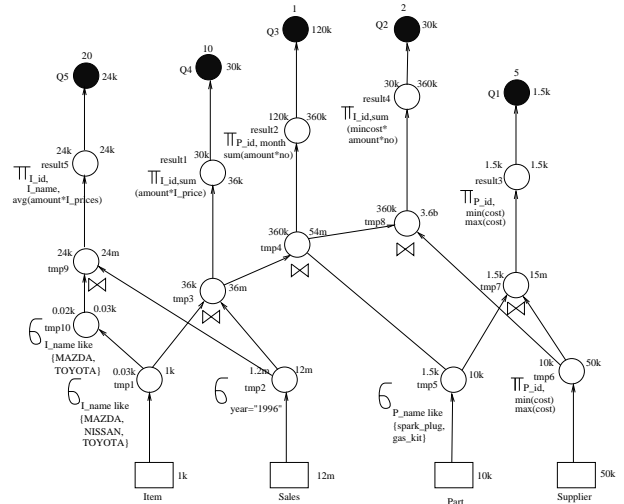 1
Q3
120k
2
Q2
30k
20
24k
Q5
10
30k
Q4
5
1.5k
Q1
30k
360k
result4
π I_id,sum
(mincost*
amount*no)
120k
360k
result2
π P_id, month
sum(amount*no)
24k
24k
result5
π I_id,
I_name,
avg(amount*I_prices)
result1
30k
36k
π I_id,sum
(amount*I_price)
1.5k
1.5k
result3
π P_id,
min(cost)
max(cost)
360k
3.6b
tmp8
360k
54m
tmp4
⋈
⋈
24k
24m
tmp9
⋈
36k
36m
tmp3
⋈
1.5k
15m
tmp7
⋈
0.02k
0.03k
tmp10
σ I_name like
{MAZDA,
TOYOTA}
0.03k
1k
tmp1
σ I_name like
{MAZDA,
NISSAN,
TOYOTA}
1.2m
12m
tmp2
σ year="1996"
1.5k
10k
tmp5
σ P_name like
{spark_plug,
gas_kit}
10k
50k
tmp6
π P_id,
min(cost)
max(cost)
1k
Item
12m
Sales
10k
Part
50k
Supplier